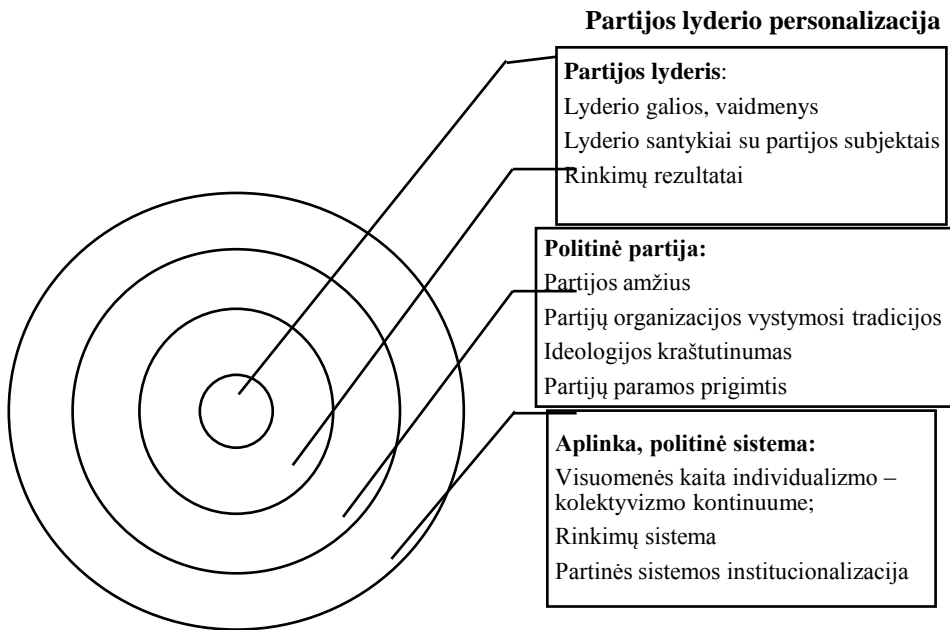 Partijos lyderio personalizacija
Partijos lyderis:
Lyderio galios, vaidmenys
Lyderio santykiai su partijos subjektais
Rinkimų rezultatai
Politinė partija:
Partijos amžius
Partijų organizacijos vystymosi tradicijos
Ideologijos kraštutinumas
Partijų paramos prigimtis
Aplinka, politinė sistema:
Visuomenės kaita individualizmo –
kolektyvizmo kontinuume;
Rinkimų sistema
Partinės sistemos institucionalizacija